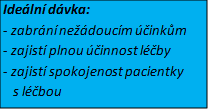 Ideální dávka:
- zabrání nežádoucím účinkům
- zajistí plnou účinnost léčby
- zajistí spokojenost pacientky
s léčbou